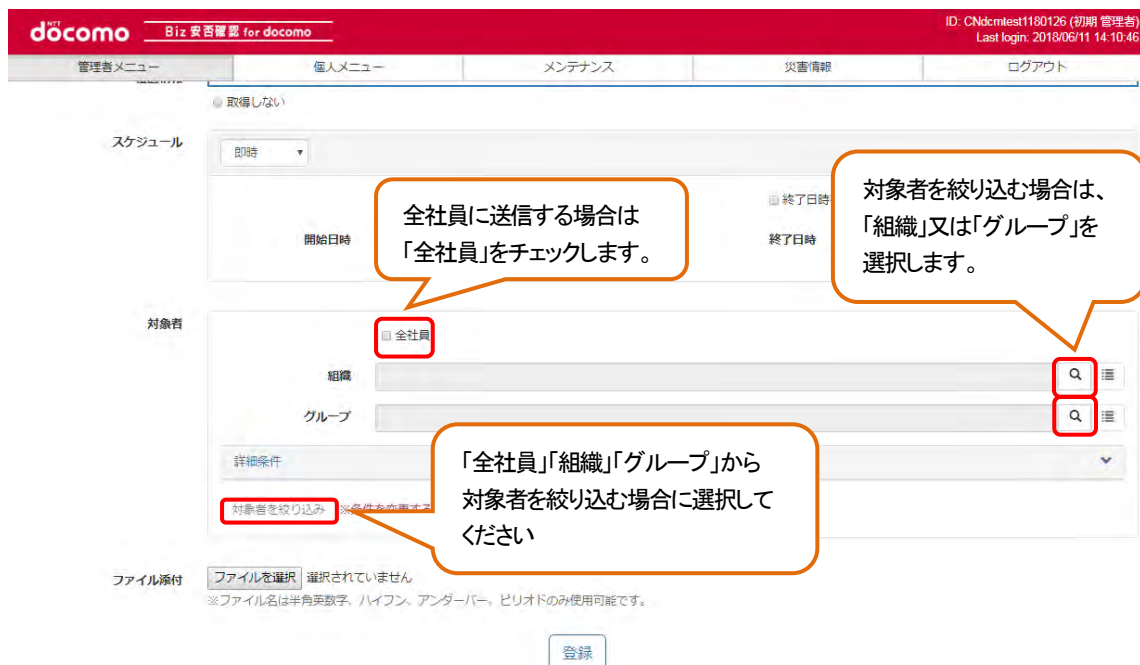 NTT
döcomo Biz 安否確認 for docomo
ID: CNdcmtest1180126 (初期 管理者)
Last login: 2018/06/11 14:10:46
管理者メニュー 個人メニュー メンテナンス 災害情報 ログアウト
取得しない
スケジュール
即時
終了日時
開始日時
終了日時
全社員に送信する場合は
「全社員」をチェックします。
対象者を絞り込む場合は、
「組織」又は「グループ」を
選択します。
対象者
全社員
組織
グループ
詳細条件
対象者を絞り込み ※条件を変更する
「全社員」「組織」「グループ」から
対象者を絞り込む場合に選択して
ください
ファイル添付
ファイルを選択 選択されていません
※ファイル名は半角英数字、ハイフン、アンダーバー、ピリオドのみ使用可能です。
登録